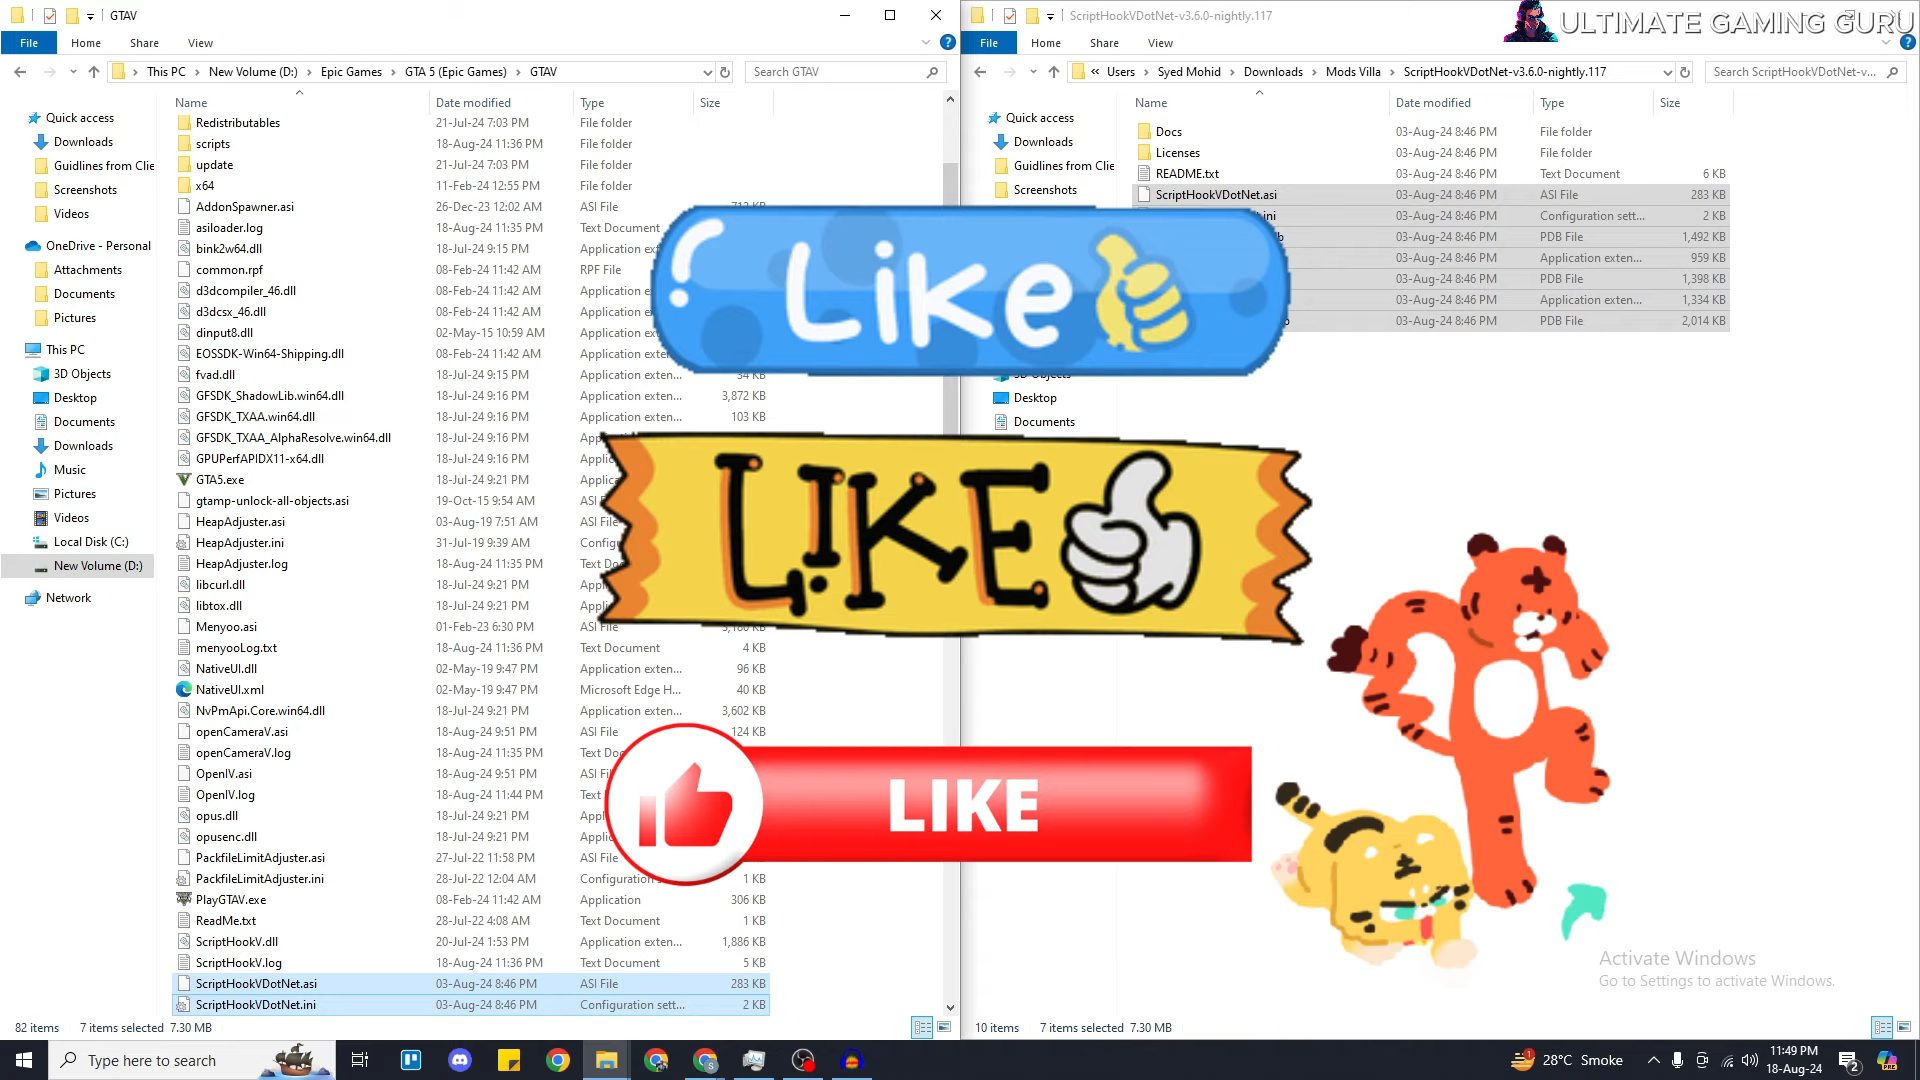 GTAV
File Home Share View
This PC New Volume (D:) Epic Games GTA 5 (Epic Games) GTAV
Search GTAV
Name Date modified Type Size
Quick access
Downloads
Guidlines from Clie
Screenshots
Videos
OneDrive - Personal
Attachments
Documents
Pictures
This PC
3D Objects
Desktop
Documents
Downloads
Music
Pictures
Videos
Local Disk (C:)
New Volume (D:)
Network
Redistributables 21-Jul-24 7:03 PM File folder
scripts 18-Aug-24 11:36 PM File folder
update 21-Jul-24 7:03 PM File folder
x64 11-Feb-24 12:55 PM File folder
AddonSpawner.asi 26-Dec-23 12:02 AM ASI File
asiloader.log 18-Aug-24 11:35 PM Text Document
bink2w64.dll 18-Jul-24 9:15 PM Application
common.rpf 08-Feb-24 11:42 AM RPF File
d3dcompiler_46.dll 08-Feb-24 11:42 AM Application
d3dcsx_46.dll 08-Feb-24 11:42 AM Application
dinput8.dll 02-May-15 10:59 AM Application
EOSSDK-Win64-Shipping.dll 08-Feb-24 11:42 AM Application
fvad.dll 18-Jul-24 9:15 PM Application exten... 34 KB
GFSDK_ShadowLib.win64.dll 18-Jul-24 9:16 PM Application exten... 3,872 KB
GFSDK_TXAA.win64.dll 18-Jul-24 9:16 PM Application exten... 103 KB
GFSDK_TXAA_AlphaResolve.win64.dll 18-Jul-24 9:16 PM
GPUPerfAPIDX11-x64.dll 18-Jul-24 9:16 PM
GTA5.exe 18-Jul-24 9:21 PM
gtamp-unlock-all-objects.asi 19-Oct-15 9:54 AM
HeapAdjuster.asi 03-Aug-19 7:51 AM
HeapAdjuster.ini 31-Jul-19 9:39 AM
HeapAdjuster.log 18-Aug-24 11:35 PM
libcurl.dll 18-Jul-24 9:21 PM
libtox.dll 18-Jul-24 9:21 PM
Menyoo.asi 01-Feb-23 6:30 PM ASI File
menyooLog.txt 18-Aug-24 11:36 PM Text Document 4 KB
NativeUI.dll 02-May-19 9:47 PM Application exten... 96 KB
NativeUI.xml 02-May-19 9:47 PM Microsoft Edge H... 40 KB
NvPmApi.Core.win64.dll 18-Jul-24 9:21 PM Application exten... 3,602 KB
openCameraV.asi 18-Aug-24 9:51 PM ASI File 124 KB
openCameraV.log 18-Aug-24 11:35 PM
OpenIV.asi 18-Aug-24 9:51 PM
OpenIV.log 18-Aug-24 11:44 PM
opus.dll 18-Jul-24 9:21 PM
opusenc.dll 18-Jul-24 9:21 PM
PackfileLimitAdjuster.asi 27-Jul-22 11:58 PM ASI File
PackfileLimitAdjuster.ini 28-Jul-22 12:04 AM Configuration 1 KB
PlayGTAV.exe 08-Feb-24 11:42 AM Application 306 KB
ReadMe.txt 28-Jul-22 4:08 AM Text Document 1 KB
ScriptHookV.dll 20-Jul-24 1:53 PM Application exten... 1,886 KB
ScriptHookV.log 18-Aug-24 11:36 PM Text Document 5 KB
ScriptHookVDotNet.asi 03-Aug-24 8:46 PM ASI File 283 KB
ScriptHookVDotNet.ini 03-Aug-24 8:46 PM Configuration sett... 2 KB
82 items 7 items selected 7.30 MB
ScriptHookVDotNet-v3.6.0-nightly.117
ULTIMATE GAMING GURU
File Home Share View
« Users Syed Mohid Downloads Mods Villa ScriptHookVDotNet-v3.6.0-nightly.117
Search ScriptHookVDotNet-v...
Name Date modified Type Size
Quick access
Downloads
Guidlines from Clie
Screenshots
Desktop
Documents
Docs 03-Aug-24 8:46 PM File folder
Licenses 03-Aug-24 8:46 PM File folder
README.txt 03-Aug-24 8:46 PM Text Document 6 KB
ScriptHookVDotNet.asi 03-Aug-24 8:46 PM ASI File 283 KB
03-Aug-24 8:46 PM Configuration sett... 2 KB
03-Aug-24 8:46 PM PDB File 1,492 KB
03-Aug-24 8:46 PM Application exten... 959 KB
03-Aug-24 8:46 PM PDB File 1,398 KB
03-Aug-24 8:46 PM Application exten... 1,334 KB
03-Aug-24 8:46 PM PDB File 2,014 KB
Like
LIKE
LIKE
Activate Windows
Go to Settings to activate Windows.
10 items 7 items selected 7.30 MB
Type here to search
28°C Smoke
11:49 PM
18-Aug-24
2